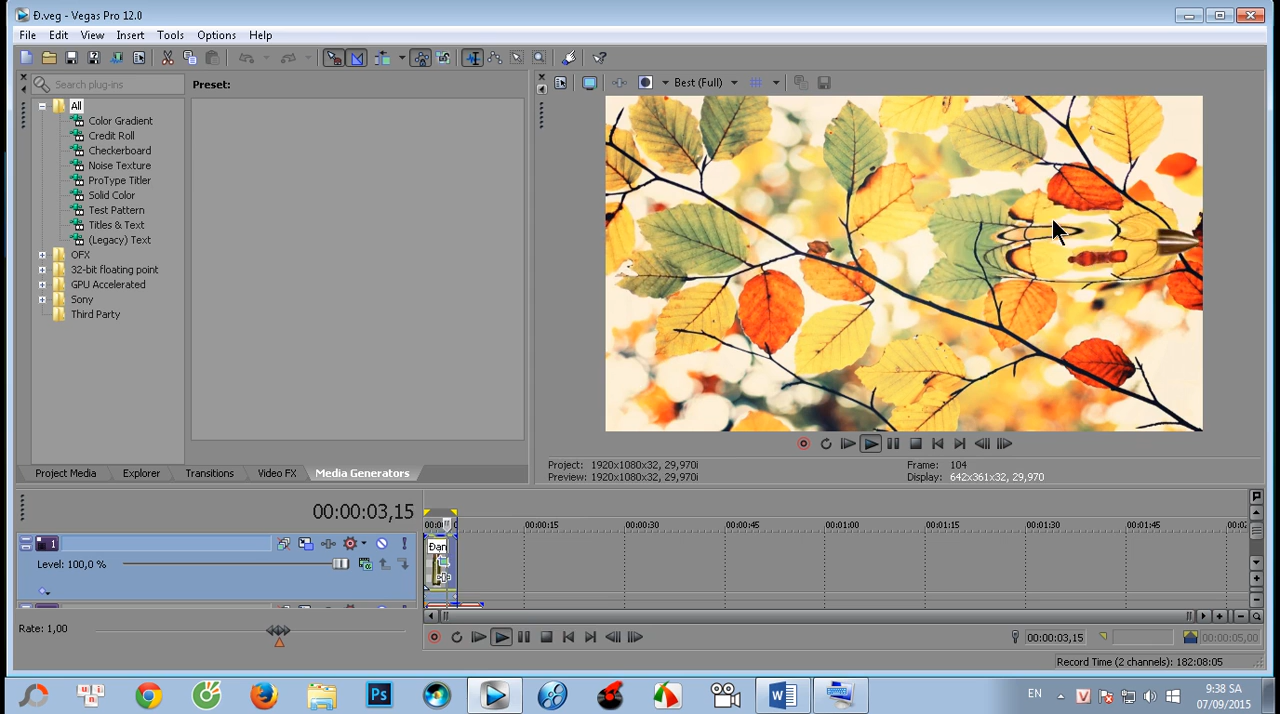 Đ.veg - Vegas Pro 12.0
File Edit View Insert Tools Options Help
Search plug-ins
Preset:
Best (Full)
All
Color Gradient
Credit Roll
Checkerboard
Noise Texture
ProType Titler
Solid Color
Test Pattern
Titles & Text
(Legacy) Text
OFX
32-bit floating point
GPU Accelerated
Sony
Third Party
Project Media Explorer Transitions Video FX Media Generators
Project: 1920x1080x32, 29,970i
Frame: 104
Preview: 1920x1080x32, 29,970i
Display: 642x361x32, 29,970
00:00:03,15
00:00:15 00:00:30 00:00:45 00:01:00 00:01:15 00:01:30 00:01:45
1
Level: 100,0 %
Rate: 1,00
00:00:03,15
00:00:05,00
Record Time (2 channels): 182:08:05
Ps
EN
V
9:38 SA
07/09/2015